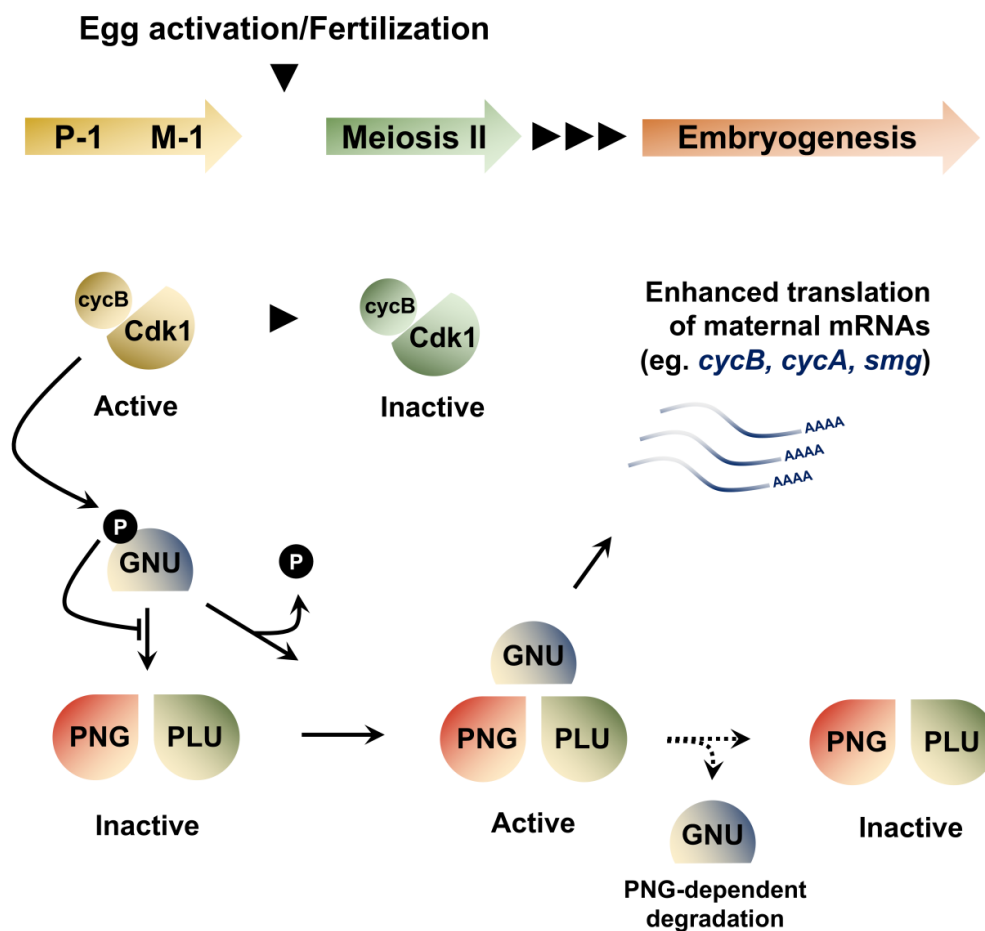 Egg activation/Fertilization
P-1 M-1
Meiosis II
Embryogenesis
cycB
Cdk1
Active
cycB
Cdk1
Inactive
Enhanced translation
of maternal mRNAs
(eg. cycB, cycA, smg)
AAAA
AAAA
AAAA
P
GNU
P
PNG
PLU
Inactive
GNU
PNG
PLU
Active
GNU
PNG-dependent
degradation
PNG
PLU
Inactive